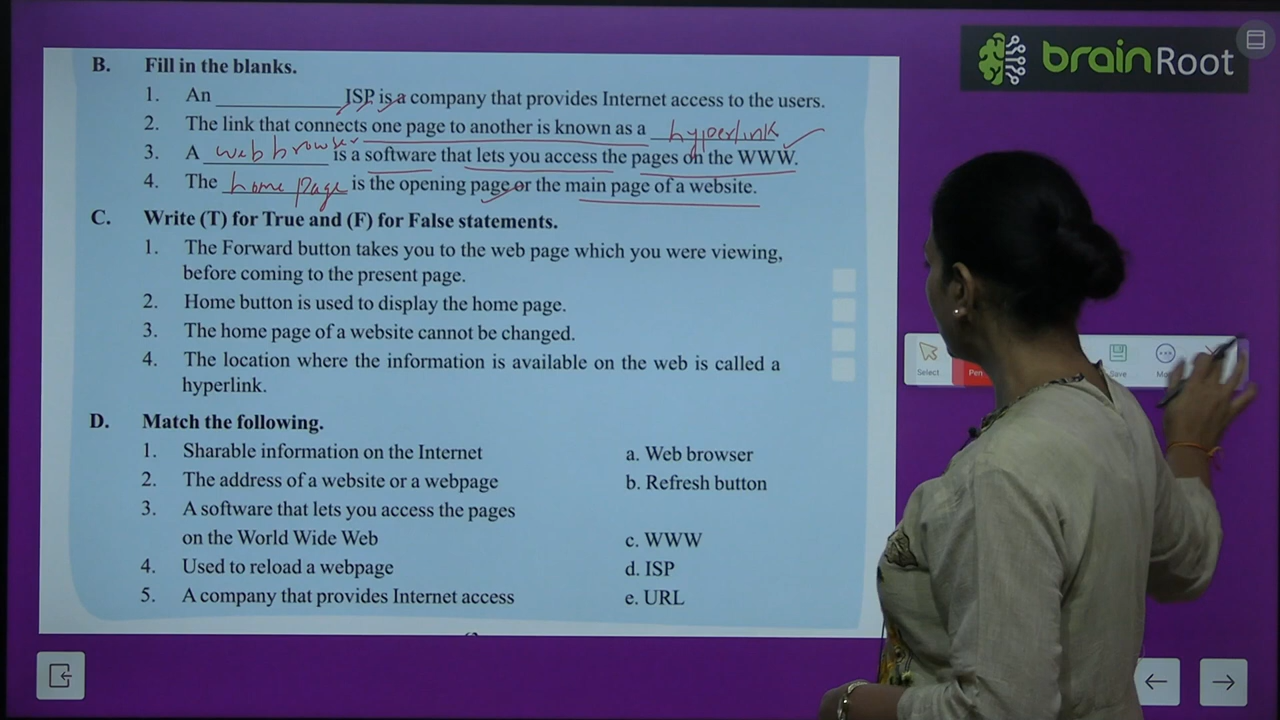 brainRoot
B. Fill in the blanks.
1. An ____________ ISP is a company that provides Internet access to the users.
2. The link that connects one page to another is known as a hyperlink
3. A web browser is a software that lets you access the pages on the WWW.
4. The home page is the opening page or the main page of a website.
C. Write (T) for True and (F) for False statements.
1. The Forward button takes you to the web page which you were viewing,
before coming to the present page.
2. Home button is used to display the home page.
3. The home page of a website cannot be changed.
4. The location where the information is available on the web is called a
hyperlink.
Select Pen Save
D. Match the following.
1. Sharable information on the Internet a. Web browser
2. The address of a website or a webpage b. Refresh button
3. A software that lets you access the pages
on the World Wide Web c. WWW
4. Used to reload a webpage d. ISP
5. A company that provides Internet access e. URL